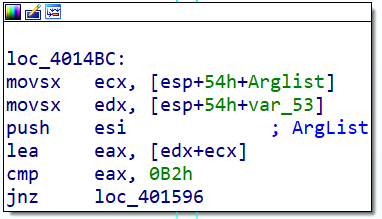 loc_4014BC:
movsx   ecx, [esp+54h+Arglist]
movsx   edx, [esp+54h+var_53]
push    esi             ; ArgList
lea     eax, [edx+ecx]
cmp     eax, 0B2h
jnz     loc_401596